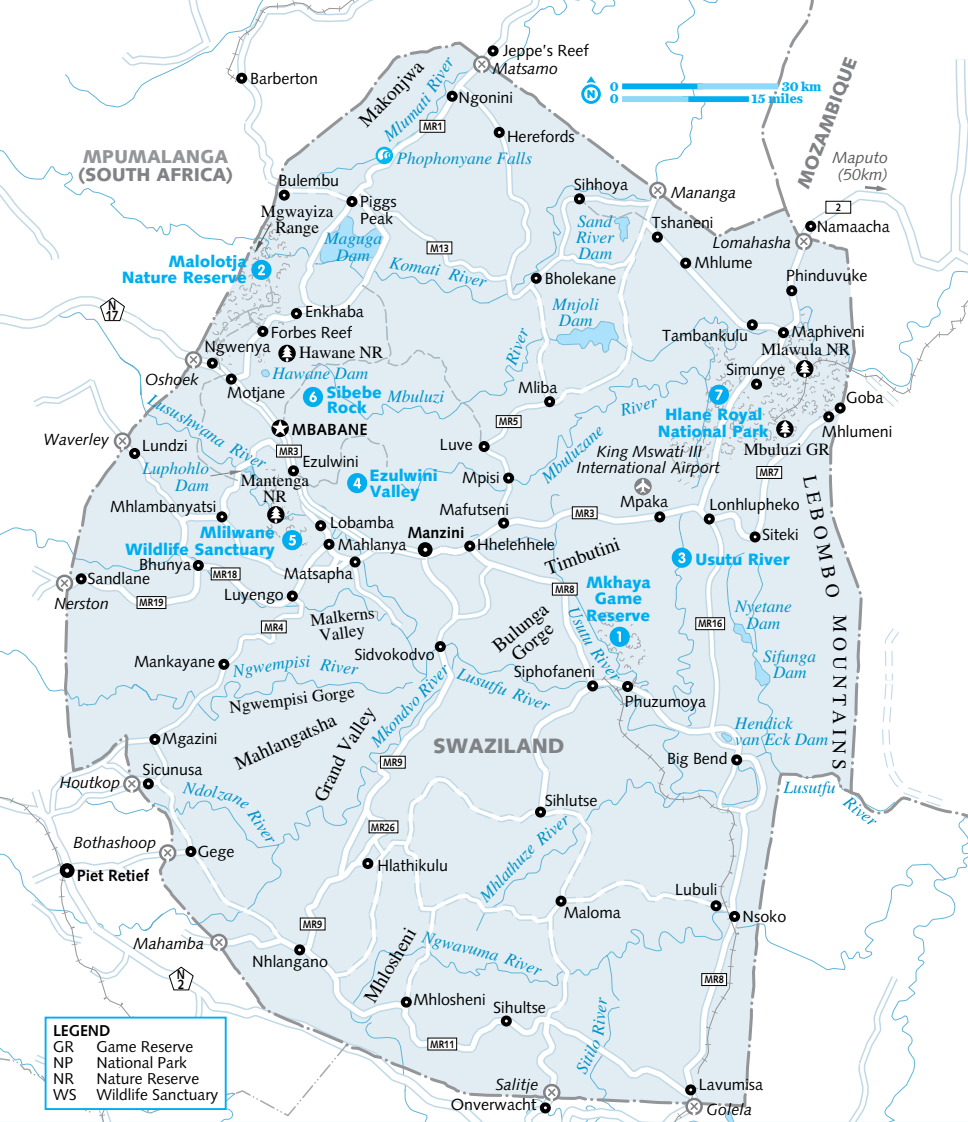 Jeppe's Reef
Matsamo
Barberton
Makonjwa
Mlumati River
Ngonini
0 30 km
N
0 15 miles
MOZAMBIQUE
MR1
Herefords
Phophonyane Falls
MPUMALANGA
(SOUTH AFRICA)
Maputo
(50km)
Bulembu
Sihhoya
Mananga
Piggs
Peak
Mgwayiza
Range
2
Namaacha
Sand
River
Dam
Tshaneni
Lomahasha
Maguga
Dam
M13
Malolotja
Nature Reserve
2
Komati River
Mhlume
Phinduvuke
Bholekane
N
17
Enkhaba
Mnjoli
Dam
Forbes Reef
Tambankulu
Maphiveni
Ngwenya
Hawane NR
River
Mlawula NR
Oshoek
Hawane Dam
Simunye
Motjane
6
Sibebe
Rock
Mbuluzi
Mliba
7
Goba
Lusushwana River
River
Hlane Royal
National Park
Mhlumeni
MBABANE
MR5
Waverley
Lundzi
MR3
Luve
Mbuluzane
Mbuluzi GR
King Mswati III
International Airport
Ezulwini
Luphohlo
Dam
Mantenga
NR
4
Ezulwini
Valley
Mpisi
MR7
LEBOMBO MOUNTAINS
Mhlambanyatsi
Mafutseni
MR3
Mpaka
Lonhlupheko
Lobamba
Manzini
Mlilwane
Wildlife Sanctuary
5
Mahlanya
Hhelehhele
Siteki
Timbutini
3
Usutu River
Bhunya
Matsapha
Sandlane
MR18
Mkhaya
Game
Reserve
1
MR8
Nerston
MR19
Luyengo
Malkerns
Valley
Bulunga
Gorge
Usutu River
Nyetane
Dam
MR4
MR16
Sidvokodvo
Mankayane
Ngwempisi River
Siphofaneni
Sifunga
Dam
Lusutfu River
Phuzumoya
Ngwempisi Gorge
Mkondvo River
Mahlangatsha
Grand Valley
Hendick
van Eck Dam
Mgazini
SWAZILAND
Big Bend
MR9
Sicunusa
Houtkop
Lusutfu
River
Ndolzane
River
Sihlutse
MR26
Mhlathuze River
Bothashoop
Gege
Hlathikulu
Piet Retief
Lubuli
Maloma
Nsoko
MR9
Mahamba
Ngwavuma River
Nhlangano
Mhlosheni
N
2
MR8
Mhlosheni
Sihultse
Sitilo River
LEGEND
GR Game Reserve
NP National Park
NR Nature Reserve
WS Wildlife Sanctuary
MR11
Salitje
Lavumisa
Onverwacht
Golela